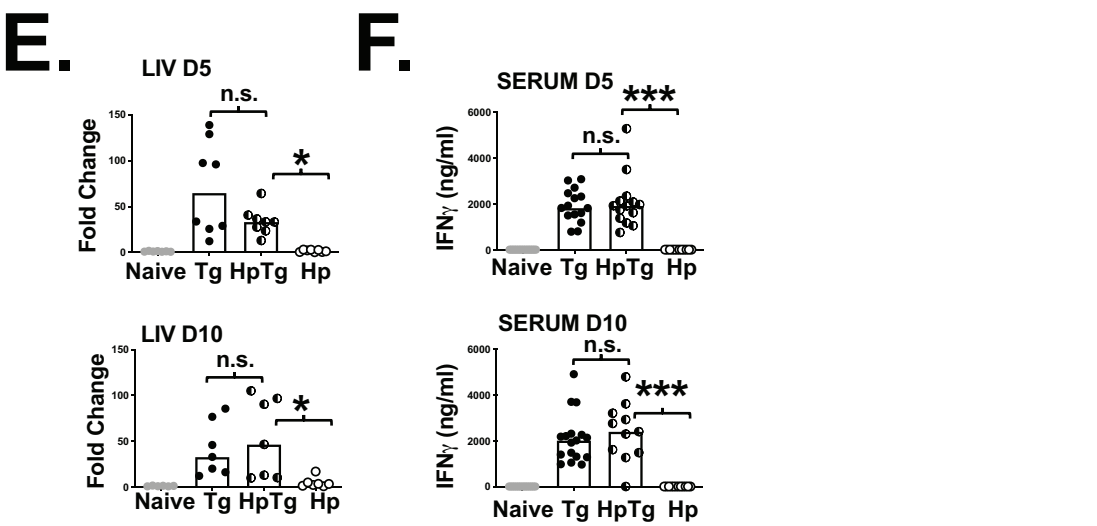 E.
LIV D5
n.s.
*
Fold Change
150
100
50
0
Naive Tg HpTg Hp
LIV D10
n.s.
*
Fold Change
150
100
50
0
Naive Tg HpTg Hp
F.
SERUM D5
***
n.s.
IFNγ (ng/ml)
6000
4000
2000
0
Naive Tg HpTg Hp
SERUM D10
n.s.
***
IFNγ (ng/ml)
6000
4000
2000
0
Naive Tg HpTg Hp